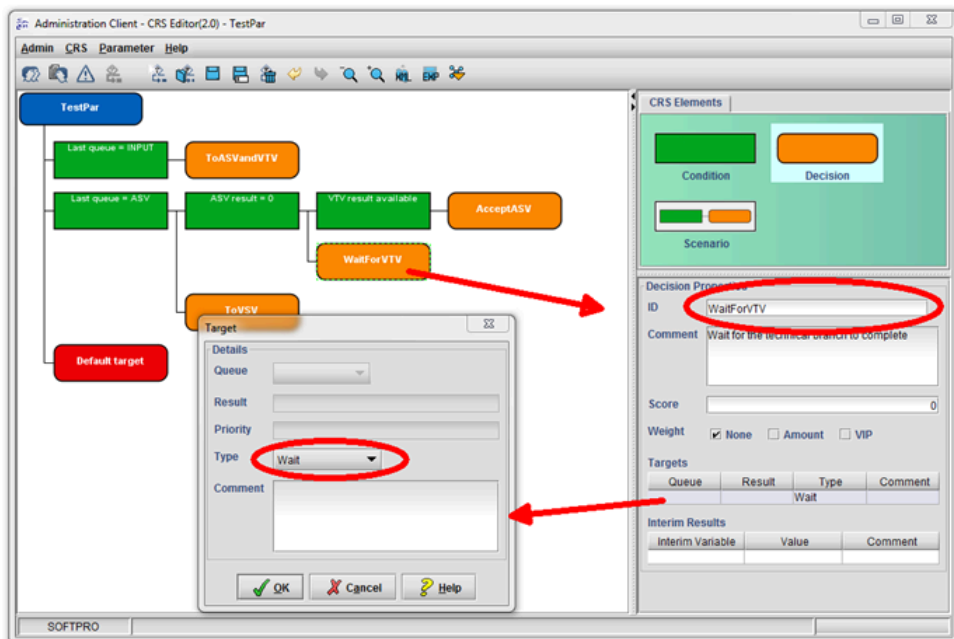 Administration Client - CRS Editor(2.0) - TestPar
Admin CRS Parameter Help
XML EMP
TestPar
Last queue = INPUT
ToASVandVTV
Last queue = ASV
ASV result = 0
VTV result available
AcceptASV
WaitForVTV
ToVSV
Default target
Target
Details
Queue
Result
Priority
Type
Wait
Comment
OK
Cancel
Help
CRS Elements
Condition
Decision
Scenario
Decision Properties
ID
WaitForVTV
Comment
Wait for the technical branch to complete
Score
0
Weight
None
Amount
VIP
Targets
Queue Result Type Comment
Wait
Interim Results
Interim Variable Value Comment
SOFTPRO